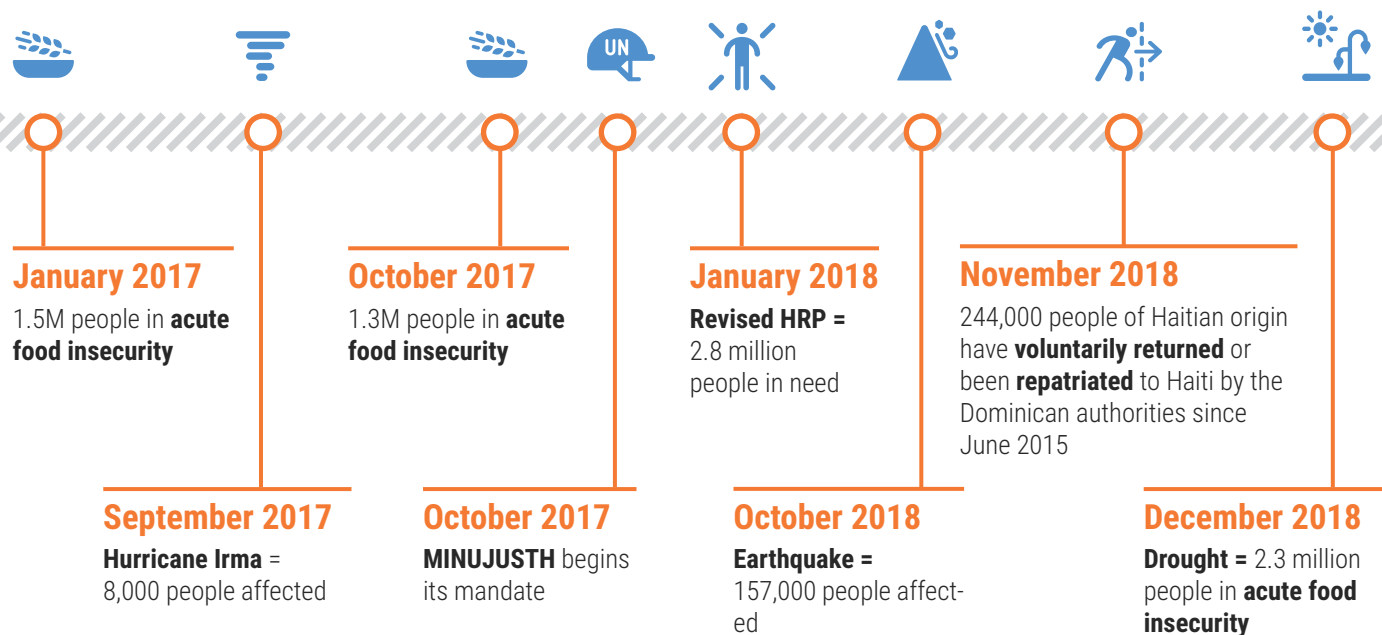 UN
January 2017
1.5M people in acute
food insecurity
September 2017
Hurricane Irma =
8,000 people affected
October 2017
1.3M people in acute
food insecurity
October 2017
MINUJUSTH begins
its mandate
January 2018
Revised HRP =
2.8 million
people in need
October 2018
Earthquake =
157,000 people affect-
ed
November 2018
244,000 people of Haitian origin
have voluntarily returned or
been repatriated to Haiti by the
Dominican authorities since
June 2015
December 2018
Drought = 2.3 million
people in acute food
insecurity